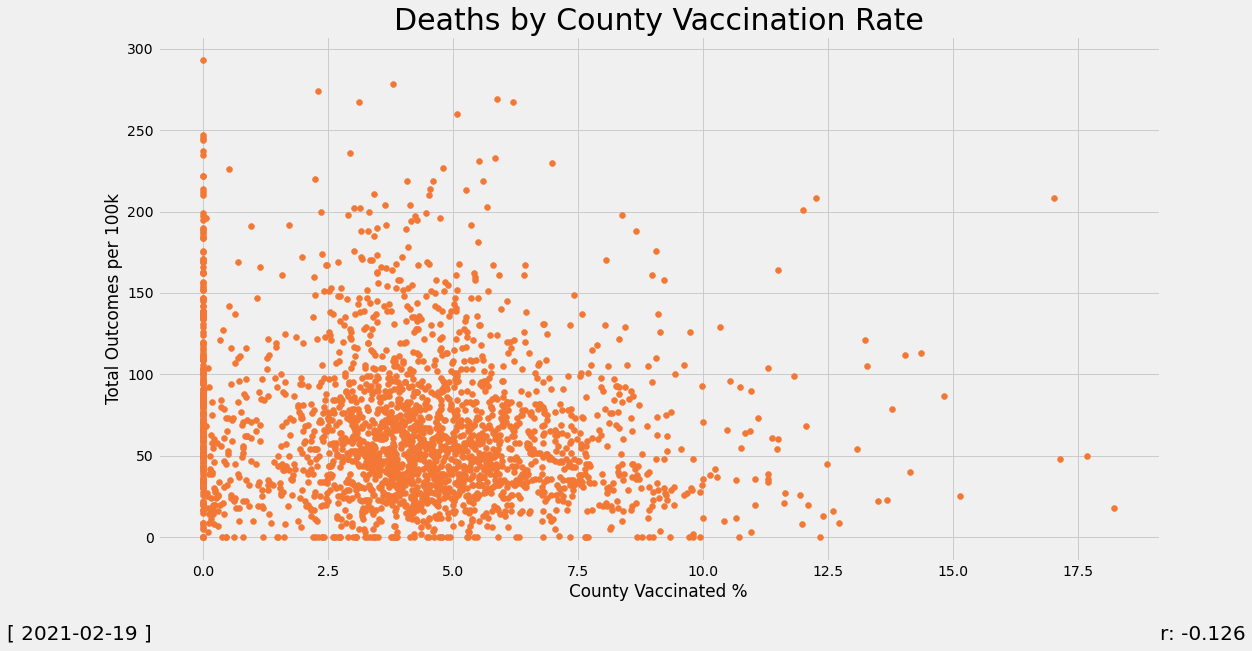 Deaths by County Vaccination Rate
300
250
200
150
100
50
0
Total Outcomes per 100k
0.0 2.5 5.0 7.5 10.0 12.5 15.0 17.5
County Vaccinated %
[ 2021-02-19 ]
r: -0.126